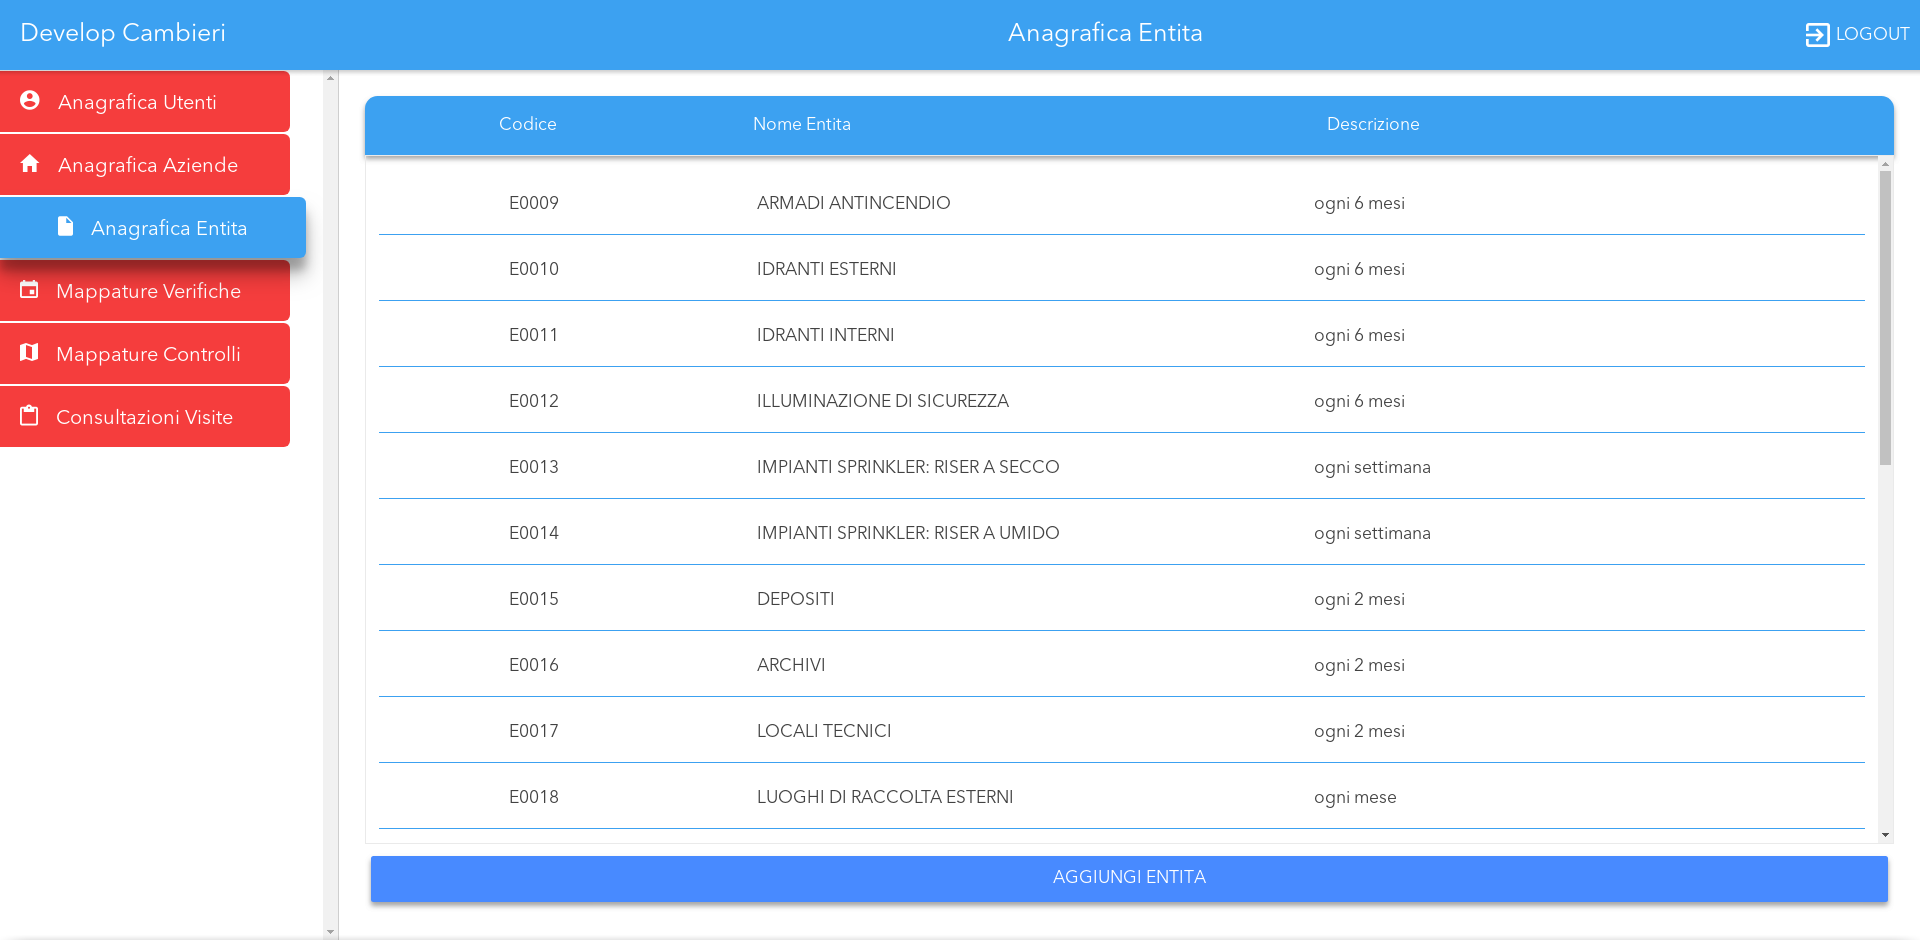 Develop Cambieri
Anagrafica Entita
LOGOUT
Anagrafica Utenti
Anagrafica Aziende
Anagrafica Entita
Mappature Verifiche
Mappature Controlli
Consultazioni Visite
Codice Nome Entita Descrizione
E0009 ARMADI ANTINCENDIO ogni 6 mesi
E0010 IDRANTI ESTERNI ogni 6 mesi
E0011 IDRANTI INTERNI ogni 6 mesi
E0012 ILLUMINAZIONE DI SICUREZZA ogni 6 mesi
E0013 IMPIANTI SPRINKLER: RISER A SECCO ogni settimana
E0014 IMPIANTI SPRINKLER: RISER A UMIDO ogni settimana
E0015 DEPOSITI ogni 2 mesi
E0016 ARCHIVI ogni 2 mesi
E0017 LOCALI TECNICI ogni 2 mesi
E0018 LUOGHI DI RACCOLTA ESTERNI ogni mese
AGGIUNGI ENTITA